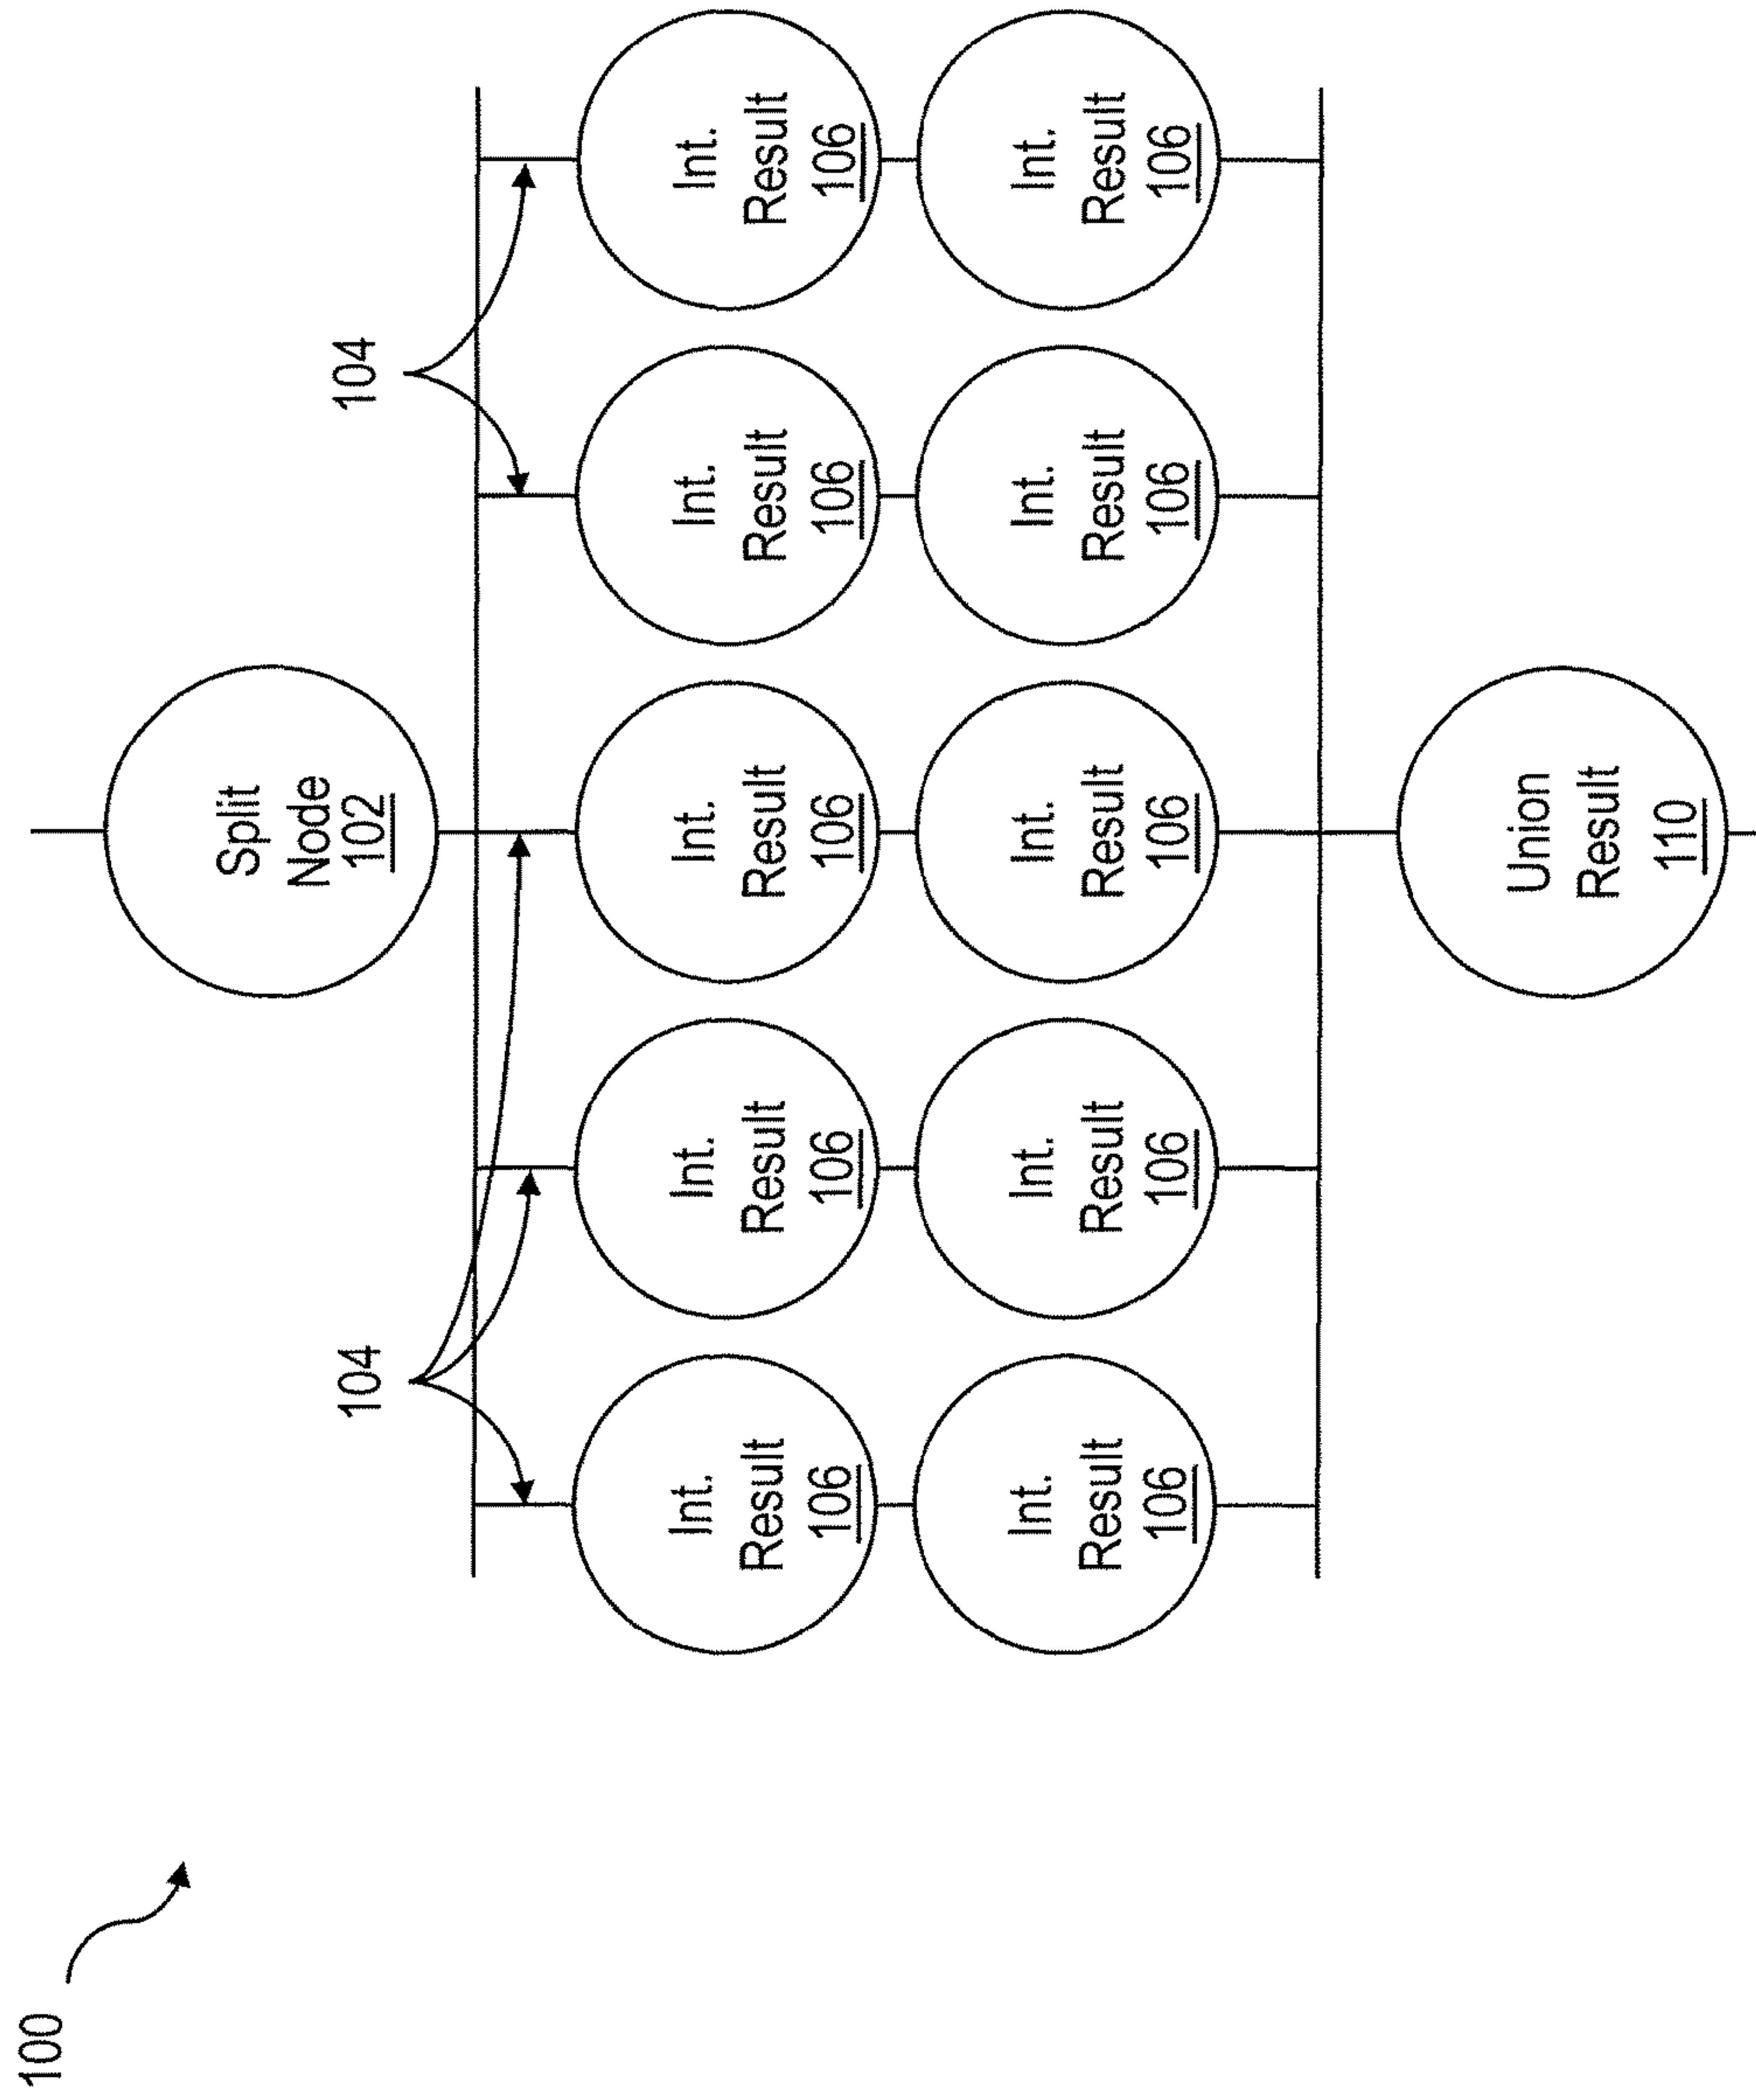 100
Split
Node
102
104
104
Int.
Result
106
Int.
Result
106
Int.
Result
106
Int.
Result
106
Int.
Result
106
Int.
Result
106
Int.
Result
106
Int.
Result
106
Int.
Result
106
Int.
Result
106
Union
Result
110